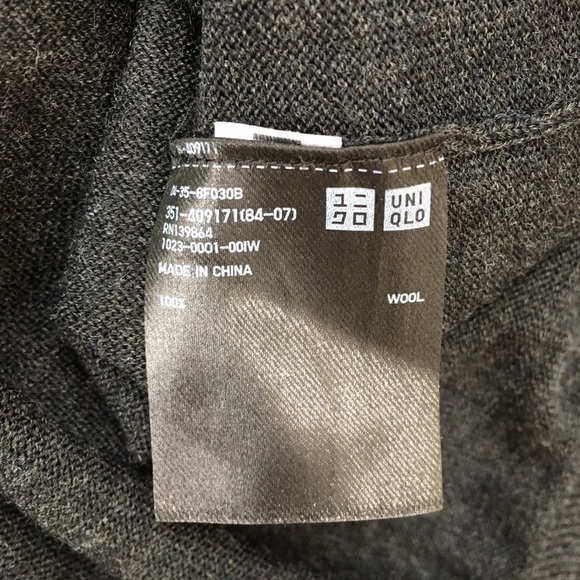 -40917
-35-8F030B
351-409171(84-07)
RN139864
1023-0001-001W
MADE IN CHINA
100% WOOL
ユニ
クロ
UNI
QLO